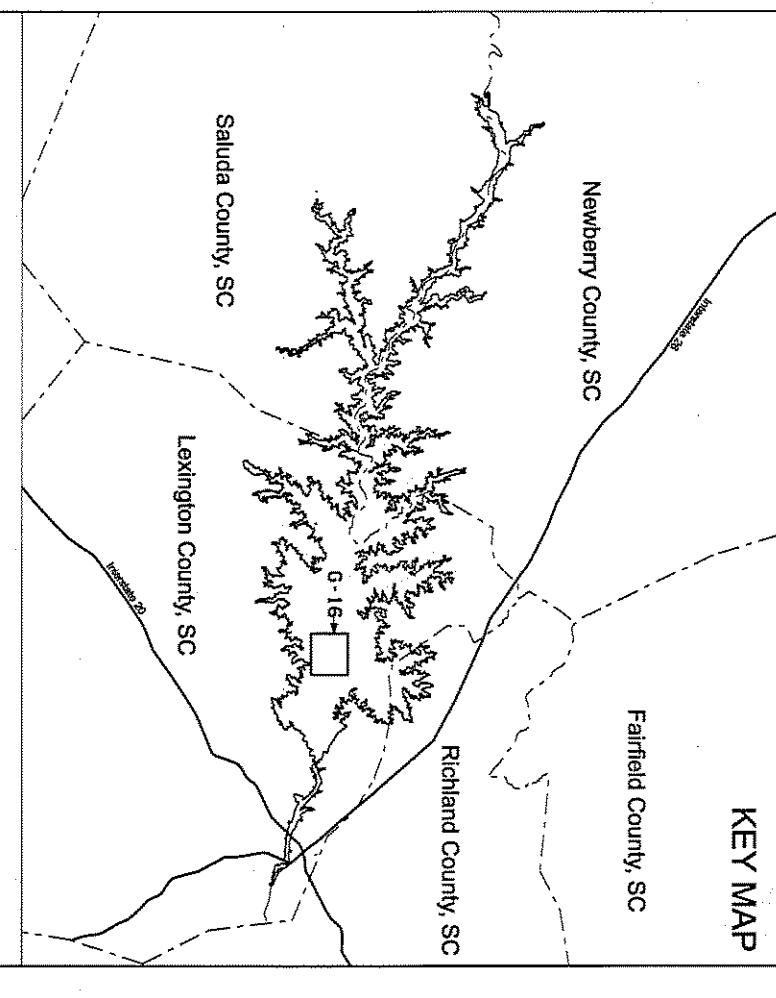 KEY MAP
Fairfield County, SC
Newberry County, SC
Interstate 26
Richland County, SC
G-16
Saluda County, SC
Lexington County, SC
Interstate 20